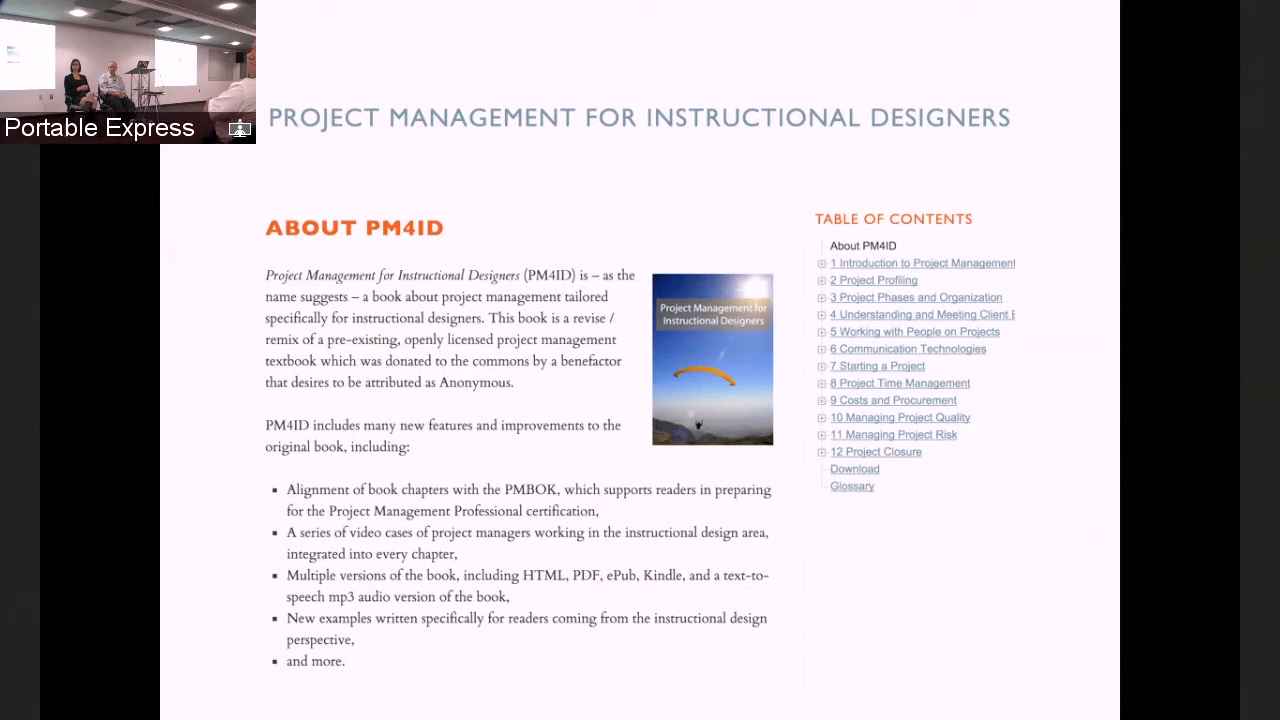 Portable Express
PROJECT MANAGEMENT FOR INSTRUCTIONAL DESIGNERS
ABOUT PM4ID
Project Management for Instructional Designers (PM4ID) is – as the
name suggests – a book about project management tailored
specifically for instructional designers. This book is a revise /
remix of a pre-existing, openly licensed project management
textbook which was donated to the commons by a benefactor
that desires to be attributed as Anonymous.
Project Management for
Instructional Designers
PM4ID includes many new features and improvements to the
original book, including:
▪ Alignment of book chapters with the PMBOK, which supports readers in preparing
for the Project Management Professional certification,
▪ A series of video cases of project managers working in the instructional design area,
integrated into every chapter,
▪ Multiple versions of the book, including HTML, PDF, ePub, Kindle, and a text-to-
speech mp3 audio version of the book,
▪ New examples written specifically for readers coming from the instructional design
perspective,
▪ and more.
TABLE OF CONTENTS
About PM4ID
1 Introduction to Project Management
2 Project Profiling
3 Project Phases and Organization
4 Understanding and Meeting Client E
5 Working with People on Projects
6 Communication Technologies
7 Starting a Project
8 Project Time Management
9 Costs and Procurement
10 Managing Project Quality
11 Managing Project Risk
12 Project Closure
Download
Glossary